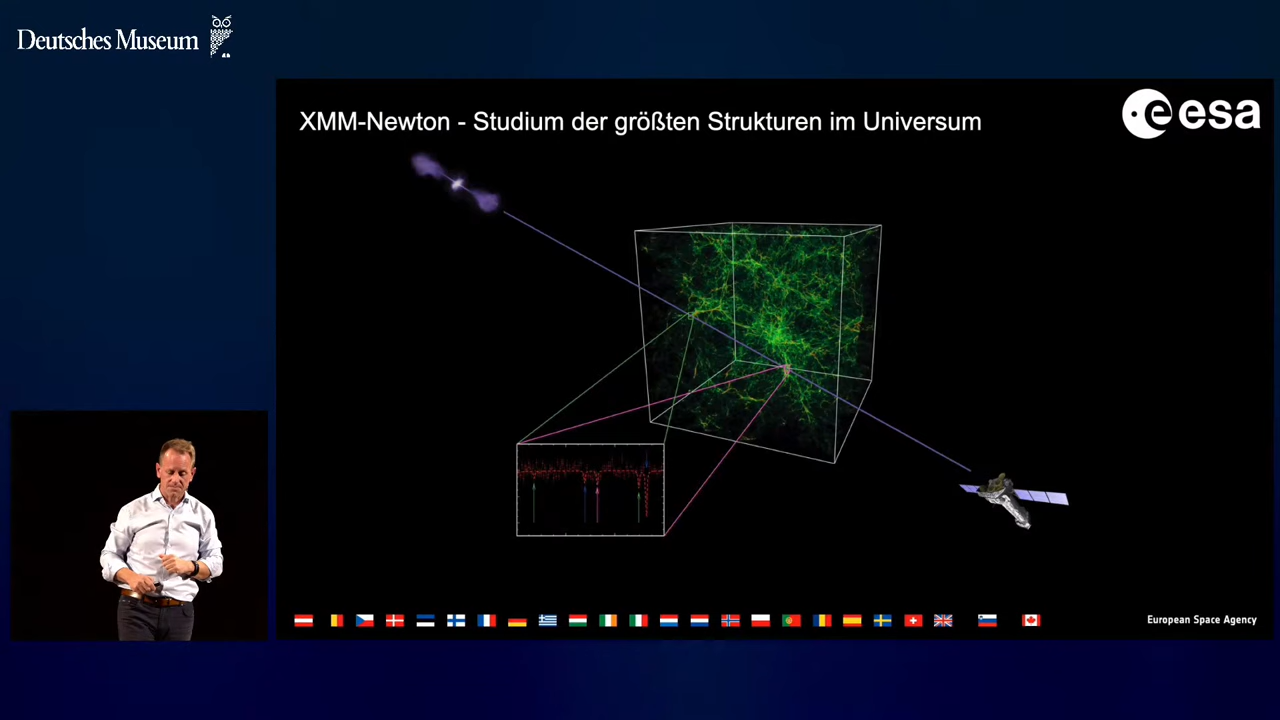 Deutsches Museum
XMM-Newton - Studium der größten Strukturen im Universum
esa
European Space Agency